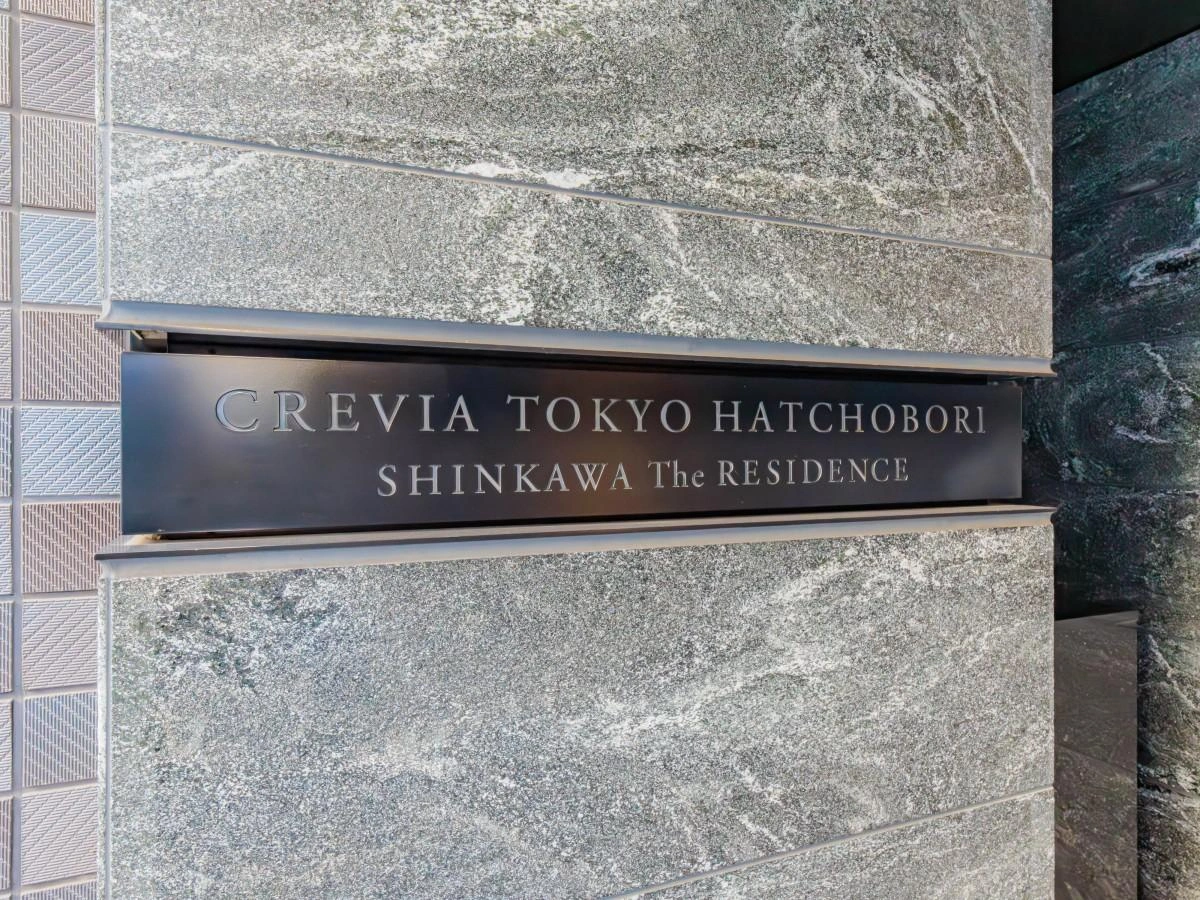 CREVIA TOKYO HATCHOBORI
SHINKAWA The RESIDENCE